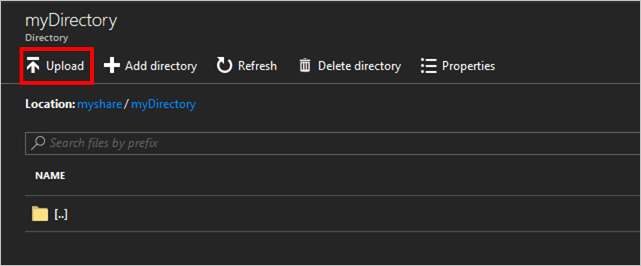 myDirectory
Directory
Upload Add directory Refresh Delete directory Properties
Location: myshare / myDirectory
Search files by prefix
NAME
[..]